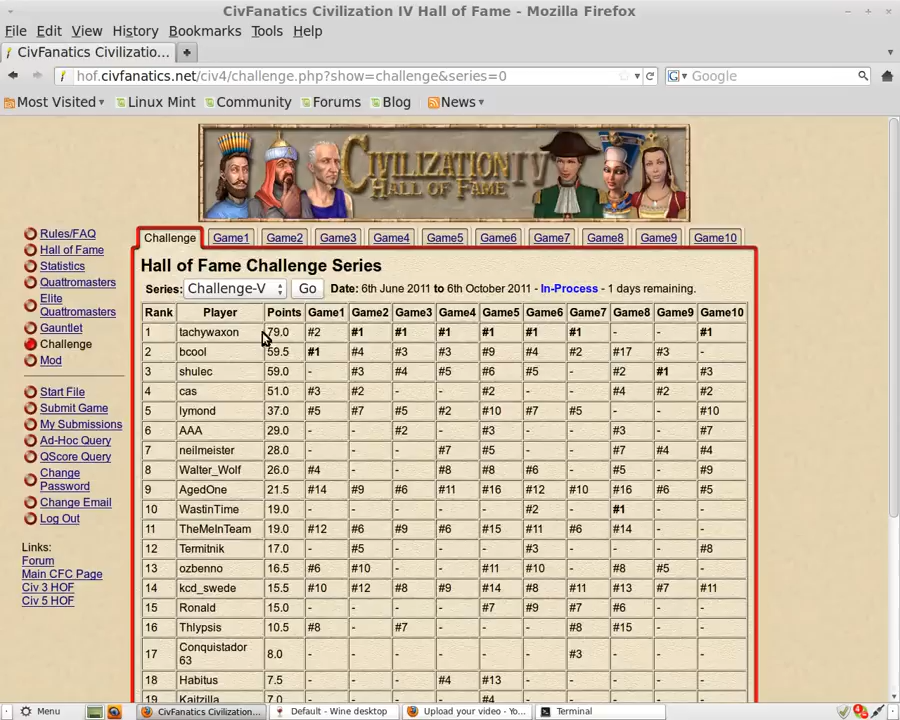 CivFanatics Civilization IV Hall of Fame - Mozilla Firefox
File Edit View History Bookmarks Tools Help
CivFanatics Civilizatio...
hof.civfanatics.net/civ4/challenge.php?show=challenge&series=0 Google
Most Visited Linux Mint Community Forums Blog News
CIVILIZATION IV
HALL OF FAME
Rules/FAQ
Hall of Fame
Statistics
Quattromasters
Elite
Quattromasters
Gauntlet
Challenge
Mod
Start File
Submit Game
My Submissions
Ad-Hoc Query
QScore Query
Change
Password
Change Email
Log Out
Links:
Forum
Main CFC Page
Civ 3 HOF
Civ 5 HOF
Challenge Game1 Game2 Game3 Game4 Game5 Game6 Game7 Game8 Game9 Game10
Hall of Fame Challenge Series
Series: Challenge-V Go Date: 6th June 2011 to 6th October 2011 - In-Process - 1 days remaining.
Rank Player Points Game1 Game2 Game3 Game4 Game5 Game6 Game7 Game8 Game9 Game10
1 tachywaxon 79.0 #2 #1 #1 #1 #1 #1 #1 - - #1
2 bcool 59.5 #1 #4 #3 #3 #9 #4 #2 #17 #3 -
3 shulec 59.0 - #3 #4 #5 #6 #5 - #2 #1 #3
4 cas 51.0 #3 #2 - - #2 - - #4 #2 #2
5 lymond 37.0 #5 #7 #5 #2 #10 #7 #5 - - #10
6 AAA 29.0 - - #2 - #3 - - #3 - #7
7 neilmeister 28.0 - - - #7 #5 - - #7 #4 #4
8 Walter_Wolf 26.0 #4 - - #8 #8 #6 - #5 - #9
9 AgedOne 21.5 #14 #9 #6 #11 #16 #12 #10 #16 #6 #5
10 WastinTime 19.0 - - - - - #2 - #1 - -
11 TheMeInTeam 19.0 #12 #6 #9 #6 #15 #11 #6 #14 - -
12 Termitnik 17.0 - #5 - - - #3 - - - #8
13 ozbenno 16.5 #6 #10 - - #11 #10 - #8 #5 -
14 kcd_swede 15.5 #10 #12 #8 #9 #14 #8 #11 #13 #7 #11
15 Ronald 15.0 - - - - #7 #9 #7 #6 - -
16 Thlypsis 10.5 #8 - #7 - - - #8 #15 - -
17 Conquistador
63 8.0 - - - - - - #3 - - -
18 Habitus 7.5 - - - #4 #13 - - - - -
19 Kaitzilla 7.0 - - - - #4 - - - - -
Menu CivFanatics Civilization... Default - Wine desktop Upload your video - Yo... Terminal